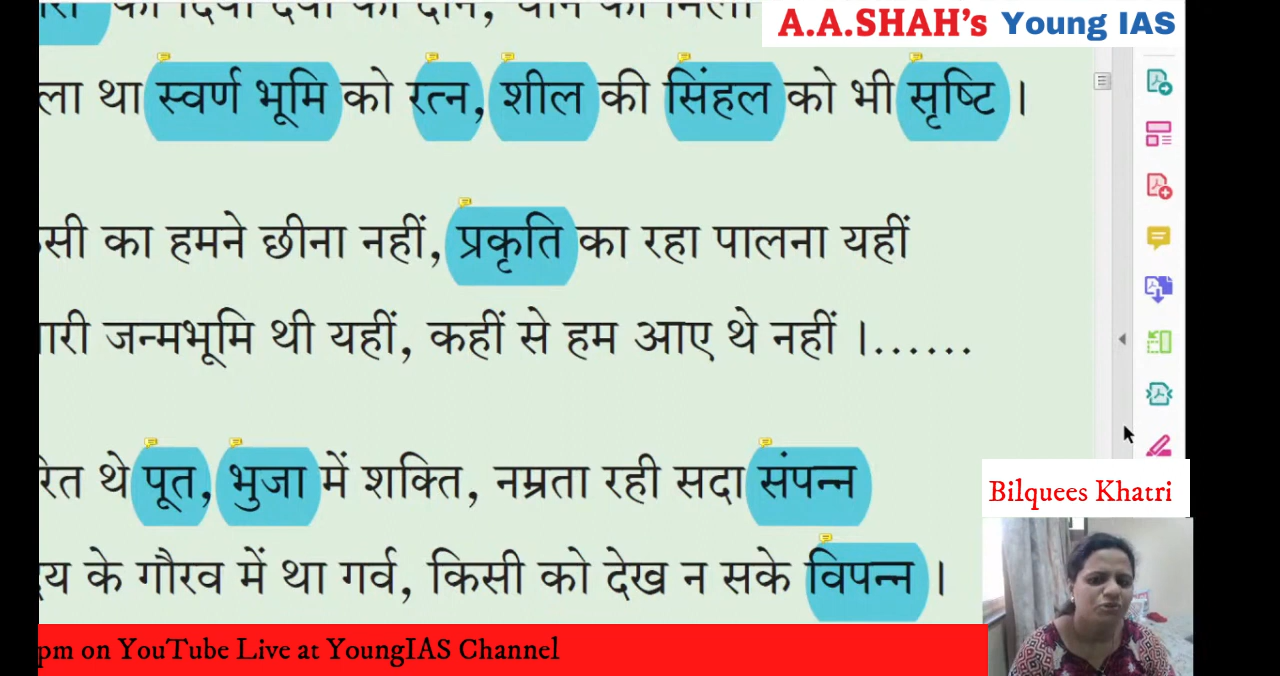 A.A.SHAH's Young IAS
ला था स्वर्ण भूमि को रत्न, शील की सिंहल को भी सृष्टि ।
का हमने छीना नहीं, प्रकृति का रहा पालना यहीं
जन्मभूमि थी यहीं, कहीं से हम आए थे नहीं ।......
थे पूत, भुजा में शक्ति, नम्रता रही सदा संपन्न
के गौरव में था गर्व, किसी को देख न सके विपन्न ।
Bilquees Khatri
pm on YouTube Live at YoungIAS Channel